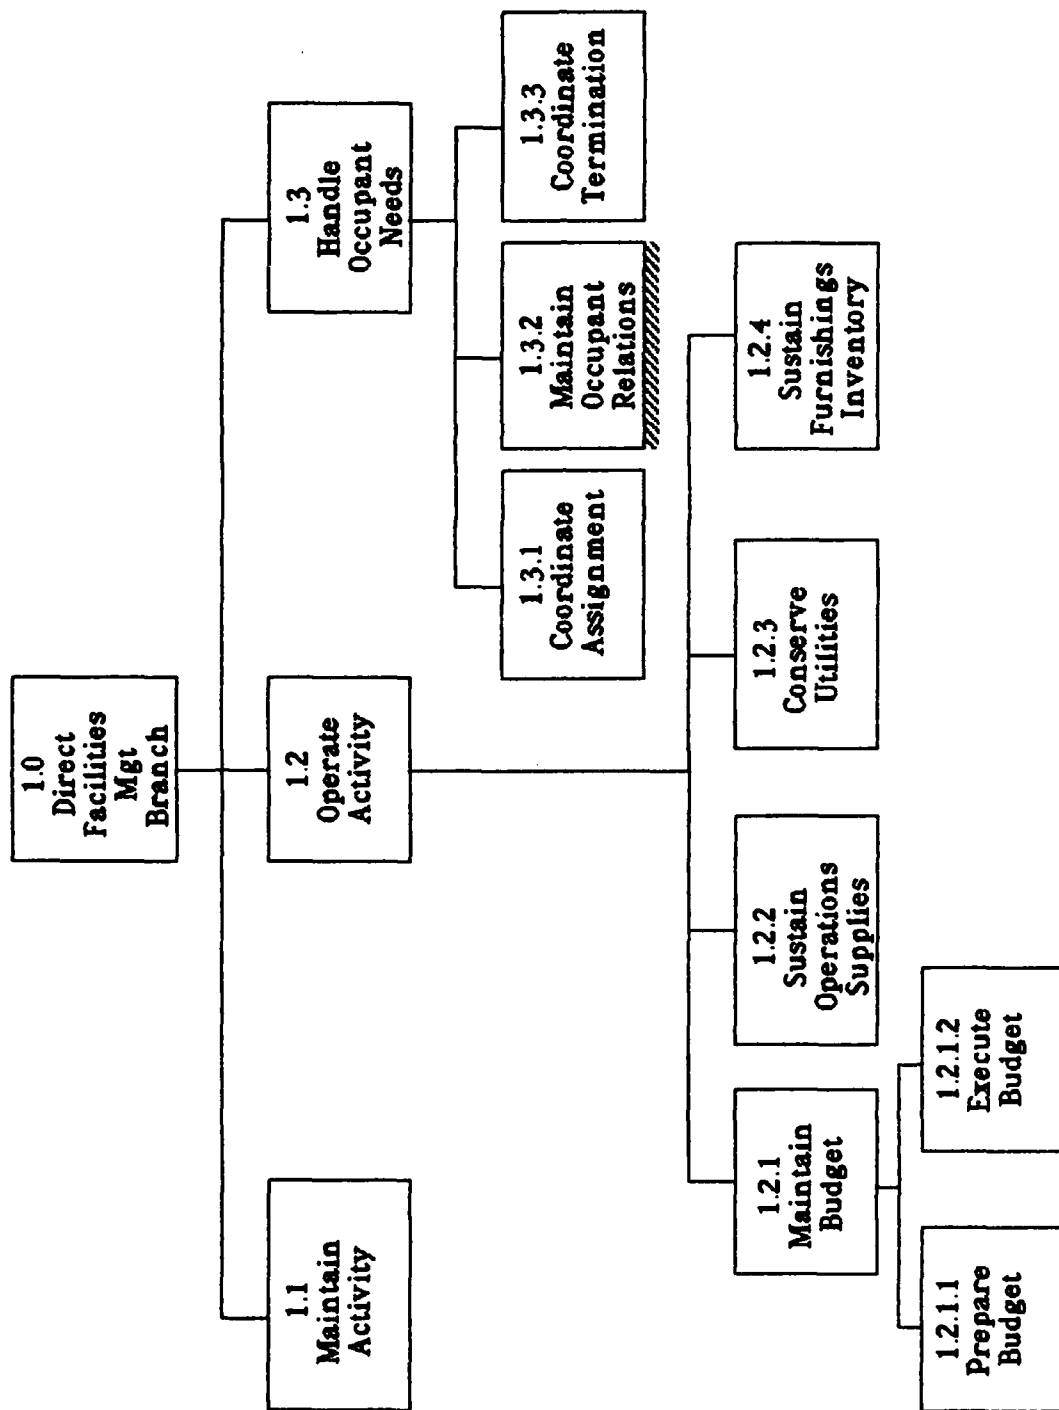 1.0
Direct
Facilities
Mgt
Branch
1.1
Maintain
Activity
1.2
Operate
Activity
1.3
Handle
Occupant
Needs
1.3.1
Coordinate
Assignment
1.3.2
Maintain
Occupant
Relations
1.3.3
Coordinate
Termination
1.2.1
Maintain
Budget
1.2.2
Sustain
Operations
Supplies
1.2.3
Conserve
Utilities
1.2.4
Sustain
Furnishings
Inventory
1.2.1.1
Prepare
Budget
1.2.1.2
Execute
Budget